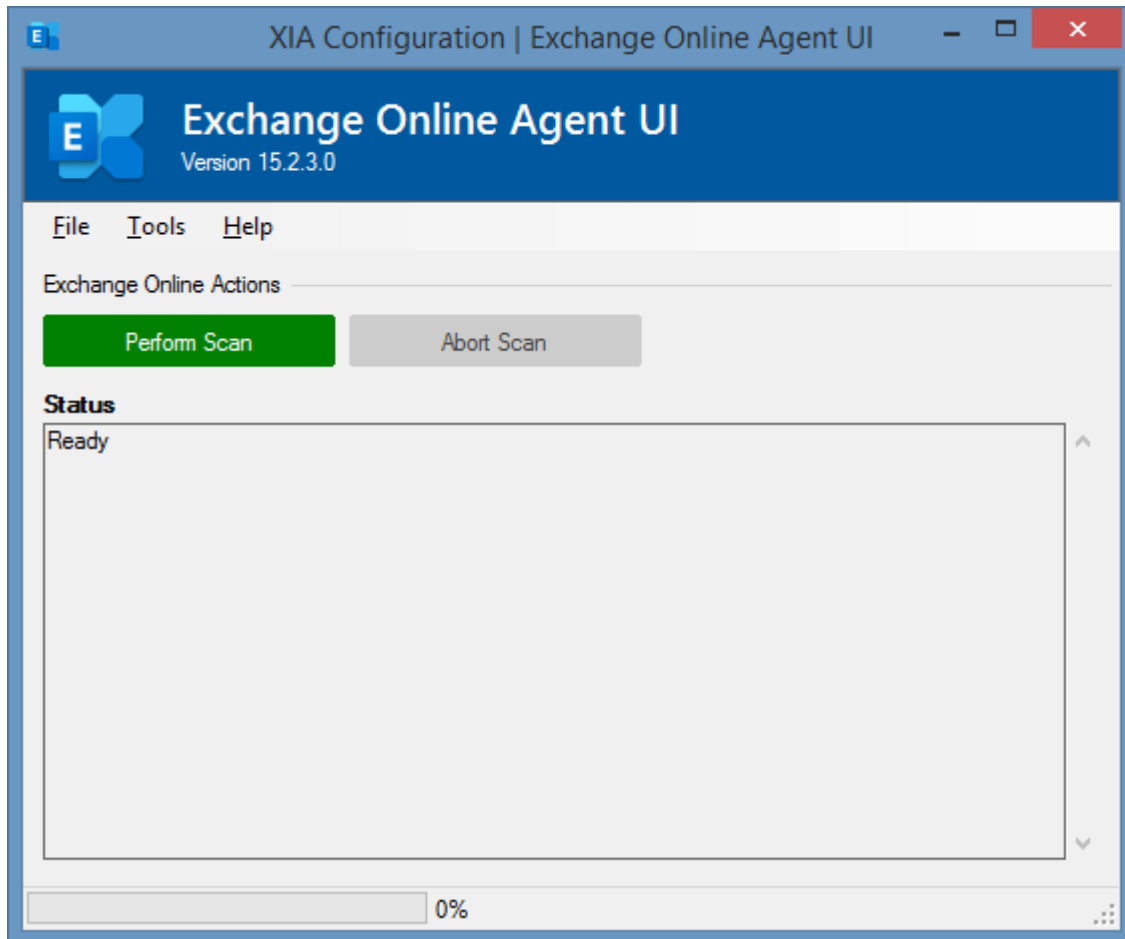 XIA Configuration | Exchange Online Agent UI
E
Exchange Online Agent UI
Version 15.2.3.0
File Tools Help
Exchange Online Actions
Perform Scan Abort Scan
Status
Ready
0%